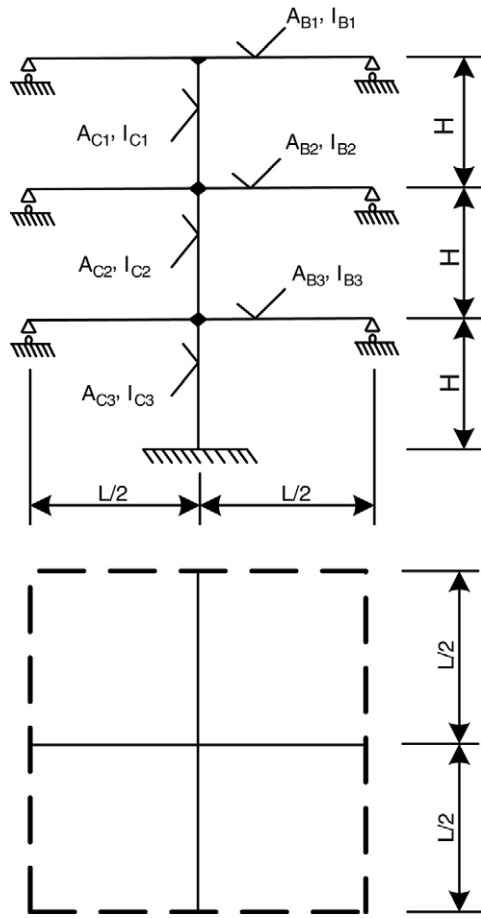 A_B1, I_B1
A_C1, I_C1
H
A_B2, I_B2
A_C2, I_C2
H
A_B3, I_B3
A_C3, I_C3
H
L/2 L/2
L/2
L/2